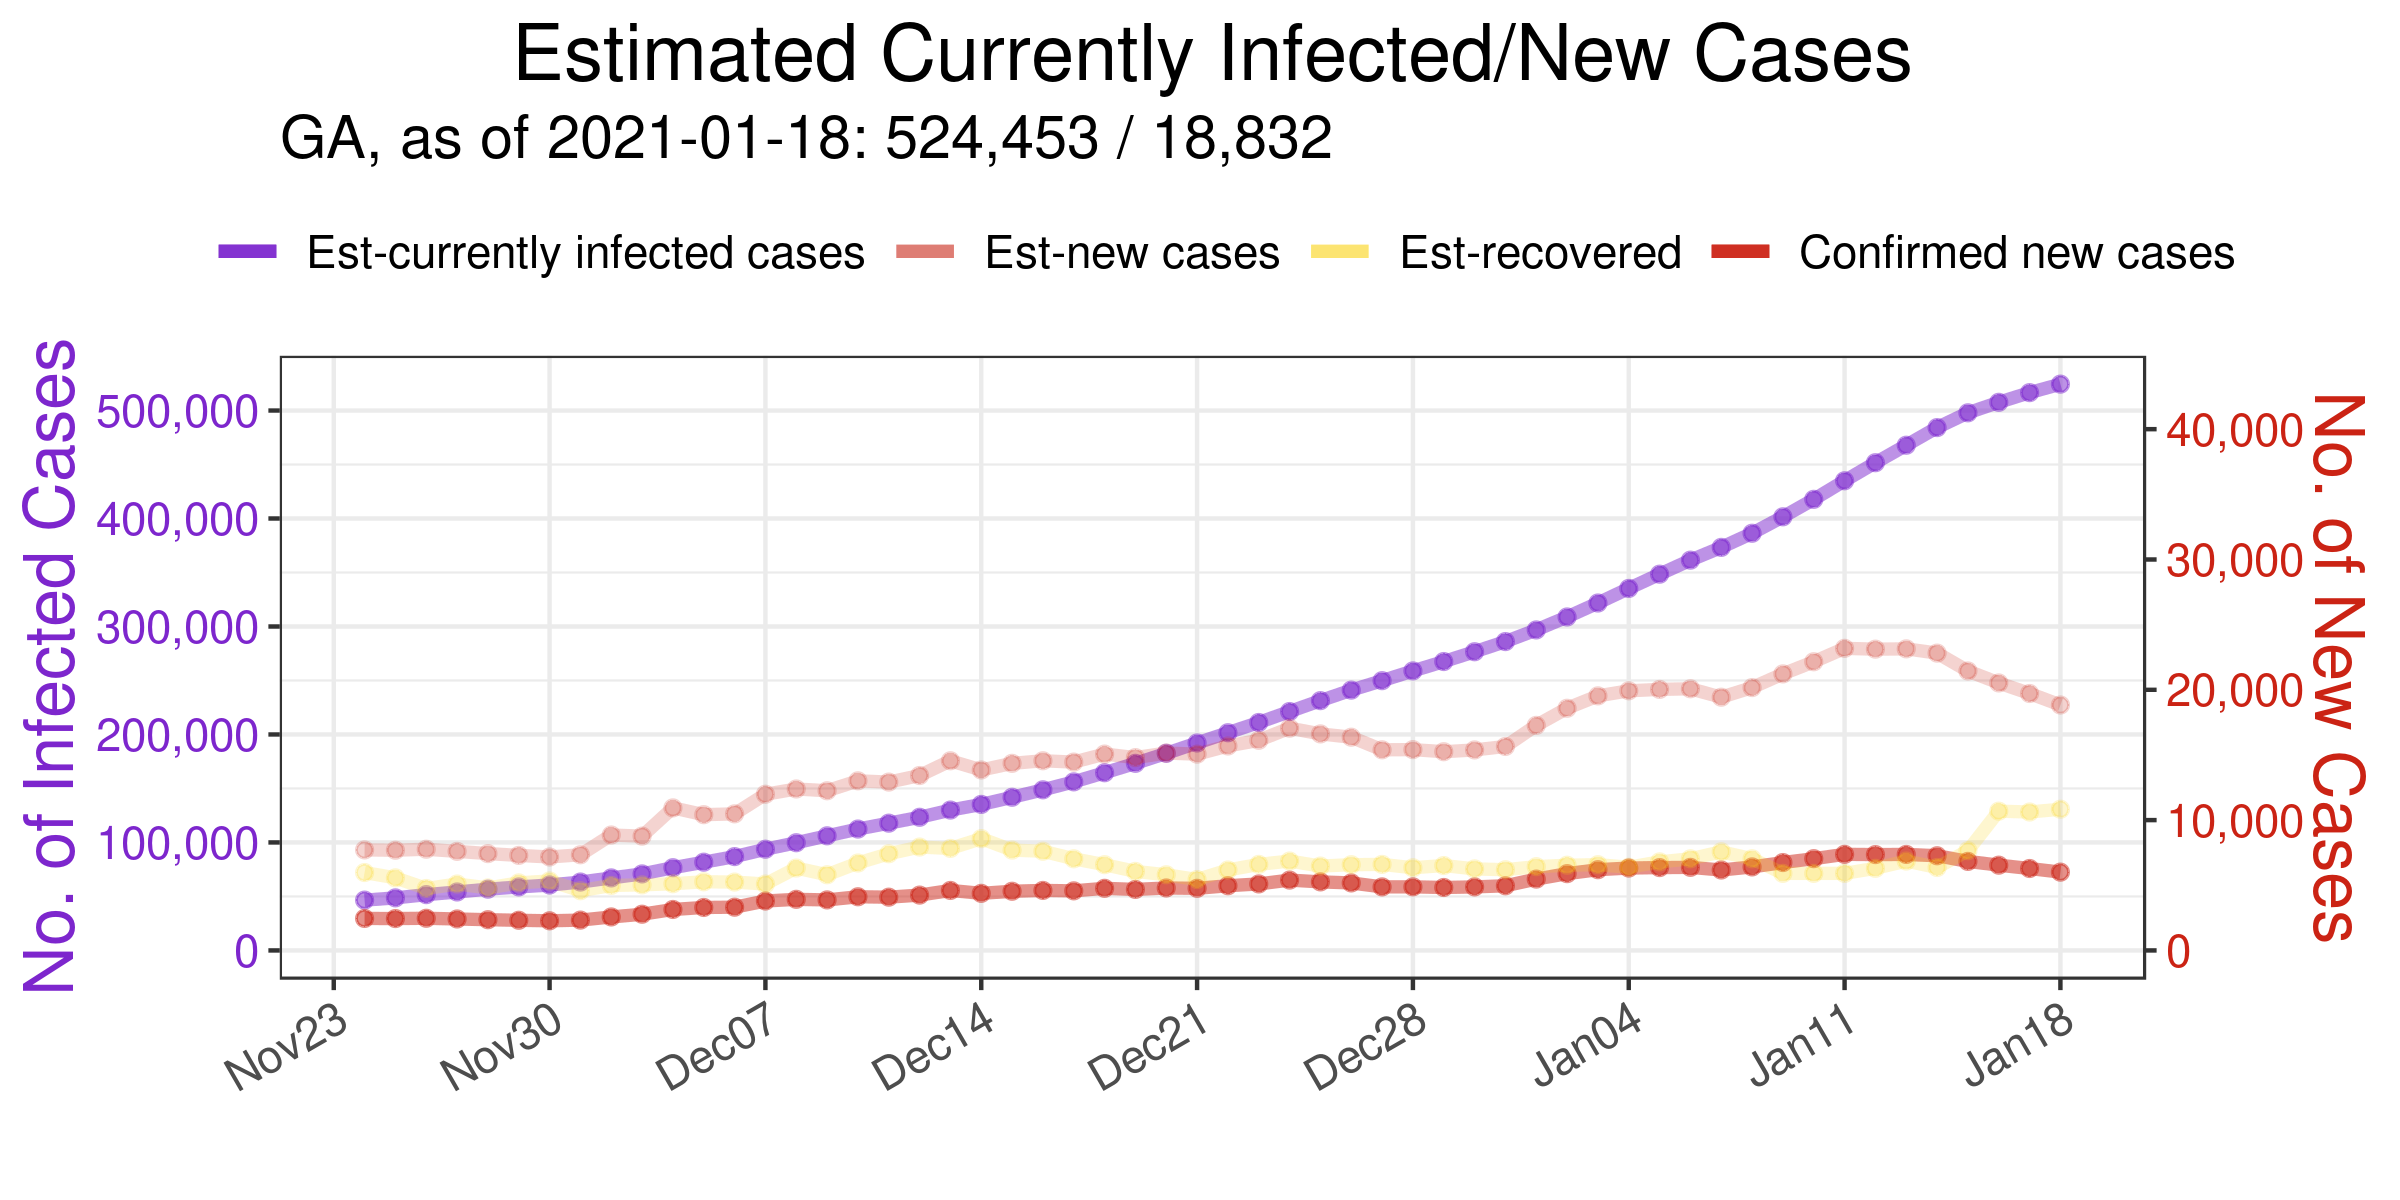 Estimated Currently Infected/New Cases
GA, as of 2021-01-18: 524,453 / 18,832
Est-currently infected cases Est-new cases Est-recovered Confirmed new cases
No. of Infected Cases
500,000
400,000
300,000
200,000
100,000
0
40,000
30,000
20,000
10,000
0
No. of New Cases
Nov23 Nov30 Dec07 Dec14 Dec21 Dec28 Jan04 Jan11 Jan18